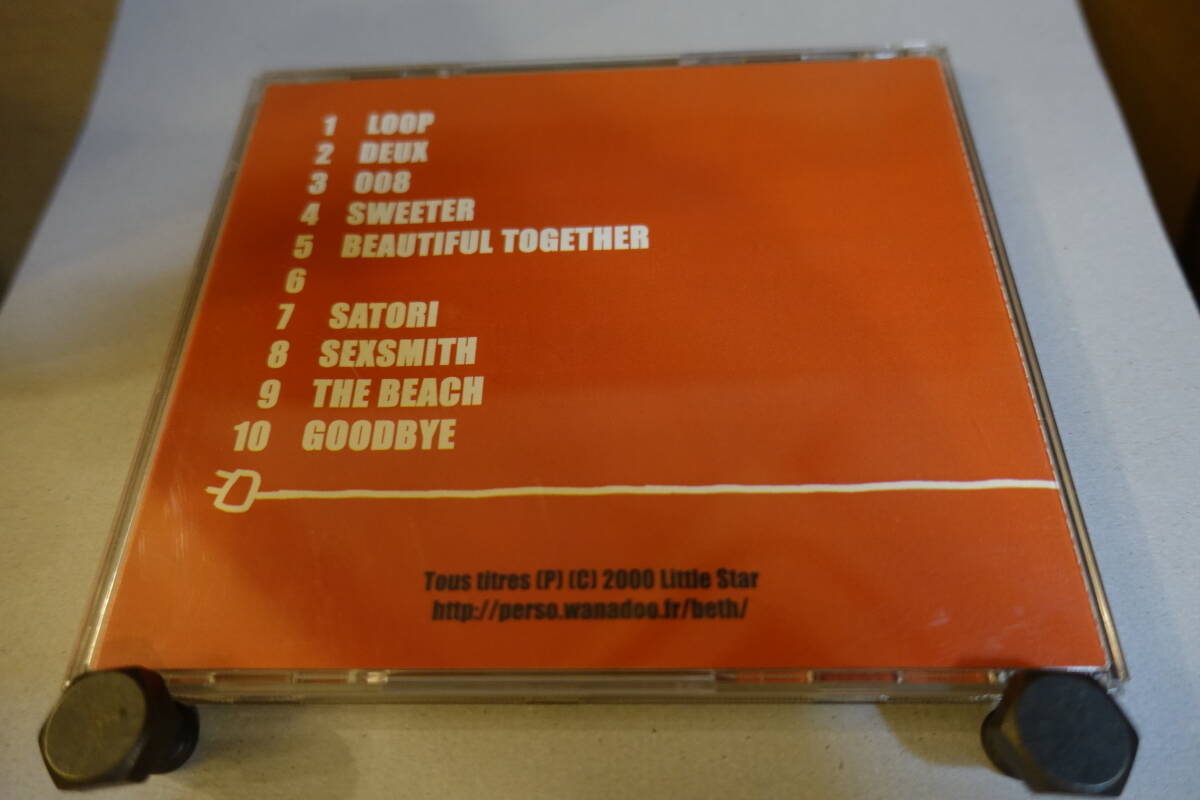 1 LOOP
2 DEUX
3 008
4 SWEETER
5 BEAUTIFUL TOGETHER
6
7 SATORI
8 SEXSMITH
9 THE BEACH
10 GOODBYE
Tous titres (P) (C) 2000 Little Star
http://perso.wanadoo.fr/beth/